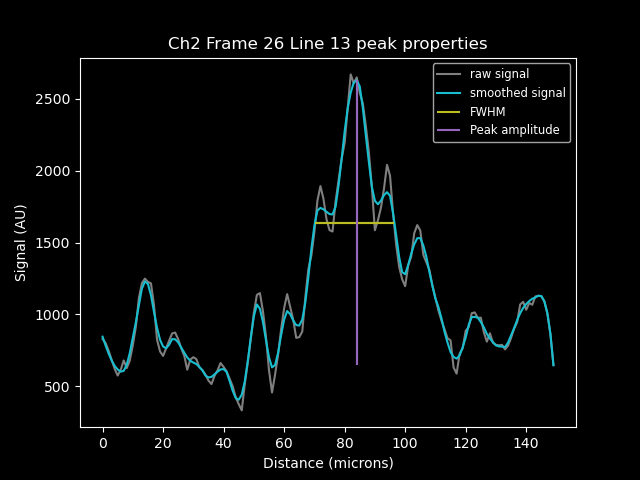 Ch2 Frame 26 Line 13 peak properties
raw signal
smoothed signal
FWHM
Peak amplitude
Signal (AU)
2500
2000
1500
1000
500
0 20 40 60 80 100 120 140
Distance (microns)